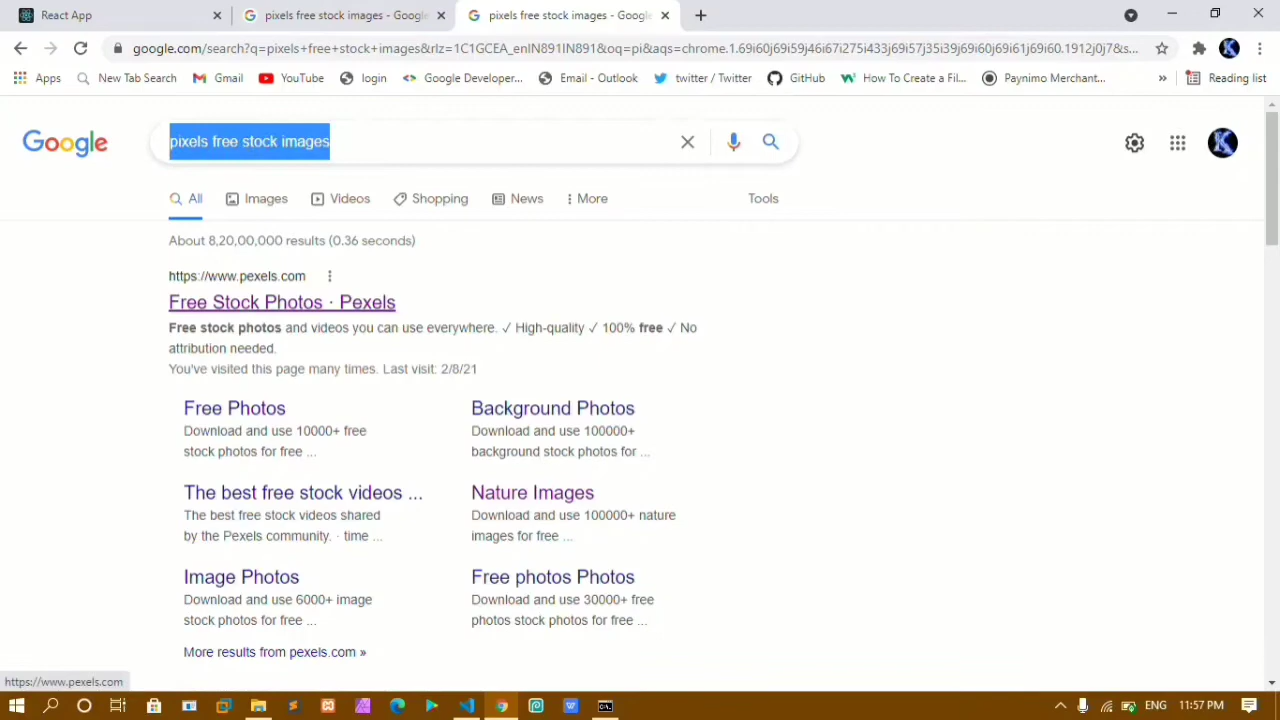 React App
pixels free stock images - Google
pixels free stock images - Google
google.com/search?q=pixels+free+stock+images&rlz=1C1GCEA_enIN891IN891&oq=pi&aqs=chrome.1.69i60j69i59j46i67i275i433j69i57j35i39j69i60j69i61j69i60.1912j0j7&s...
Apps
New Tab Search
Gmail
YouTube
login
Google Developer...
Email - Outlook
twitter / Twitter
GitHub
How To Create a Fil...
Paynimo Merchant...
»
Reading list
Google
pixels free stock images
All
Images
Videos
Shopping
News
More
Tools
About 8,20,00,000 results (0.36 seconds)
https://www.pexels.com
Free Stock Photos · Pexels
Free stock photos and videos you can use everywhere. ✓ High-quality ✓ 100% free ✓ No
attribution needed.
You've visited this page many times. Last visit: 2/8/21
Free Photos
Download and use 10000+ free
stock photos for free ...
Background Photos
Download and use 100000+
background stock photos for ...
The best free stock videos ...
The best free stock videos shared
by the Pexels community. · time ...
Nature Images
Download and use 100000+ nature
images for free ...
Image Photos
Download and use 6000+ image
stock photos for free ...
Free photos Photos
Download and use 30000+ free
photos stock photos for free ...
More results from pexels.com »
https://www.pexels.com
ENG
11:57 PM